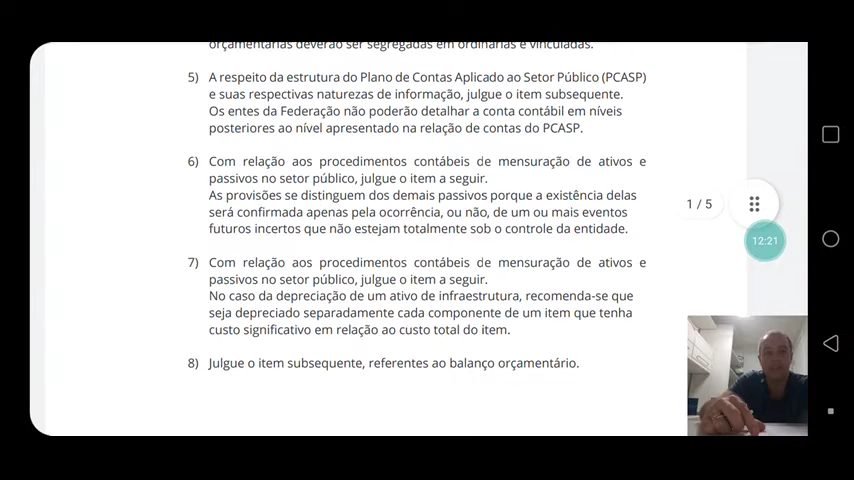 orçamentárias deverão ser segregadas em ordinárias e vinculadas.
5) A respeito da estrutura do Plano de Contas Aplicado ao Setor Público (PCASP)
e suas respectivas naturezas de informação, julgue o item subsequente.
Os entes da Federação não poderão detalhar a conta contábil em níveis
posteriores ao nível apresentado na relação de contas do PCASP.
6) Com relação aos procedimentos contábeis de mensuração de ativos e
passivos no setor público, julgue o item a seguir.
As provisões se distinguem dos demais passivos porque a existência delas
será confirmada apenas pela ocorrência, ou não, de um ou mais eventos
futuros incertos que não estejam totalmente sob o controle da entidade.
7) Com relação aos procedimentos contábeis de mensuração de ativos e
passivos no setor público, julgue o item a seguir.
No caso da depreciação de um ativo de infraestrutura, recomenda-se que
seja depreciado separadamente cada componente de um item que tenha
custo significativo em relação ao custo total do item.
8) Julgue o item subsequente, referentes ao balanço orçamentário.
1 / 5
12:21